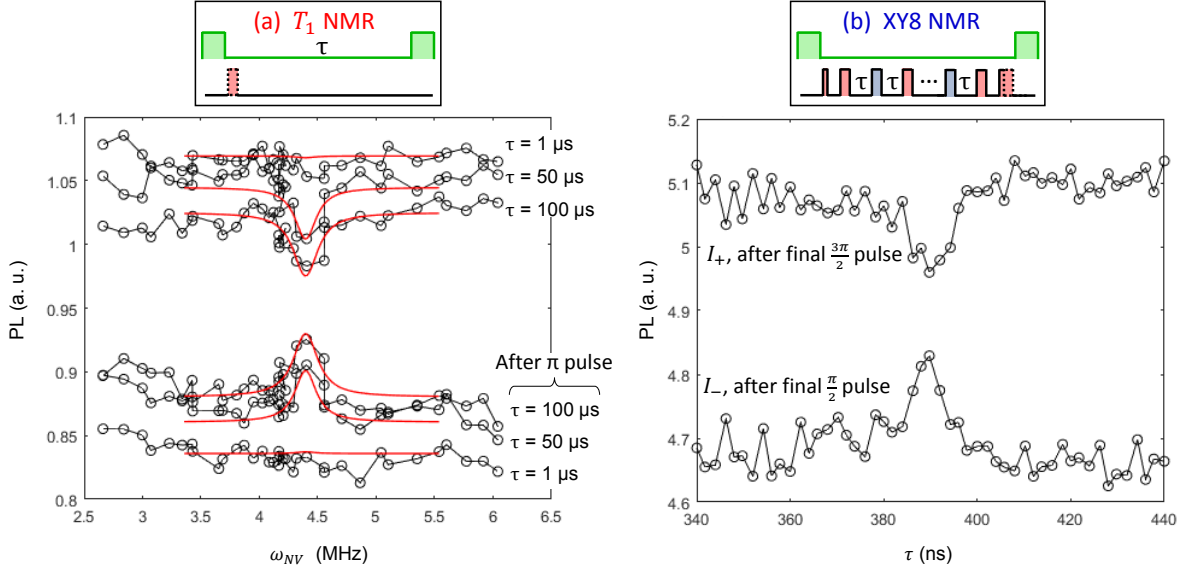 (a) T₁ NMR
τ
1.1
1.05
1
0.95
0.9
0.85
0.8
PL (a. u.)
τ = 1 µs
τ = 50 µs
τ = 100 µs
After π pulse
τ = 100 µs
τ = 50 µs
τ = 1 µs
2.5 3 3.5 4 4.5 5 5.5 6 6.5
ω_NV (MHz)
(b) XY8 NMR
τ τ ··· τ
5.2
5.1
5
4.9
4.8
4.7
4.6
PL (a. u.)
I₊, after final 3π/2 pulse
I₋, after final π/2 pulse
340 360 380 400 420 440
τ (ns)